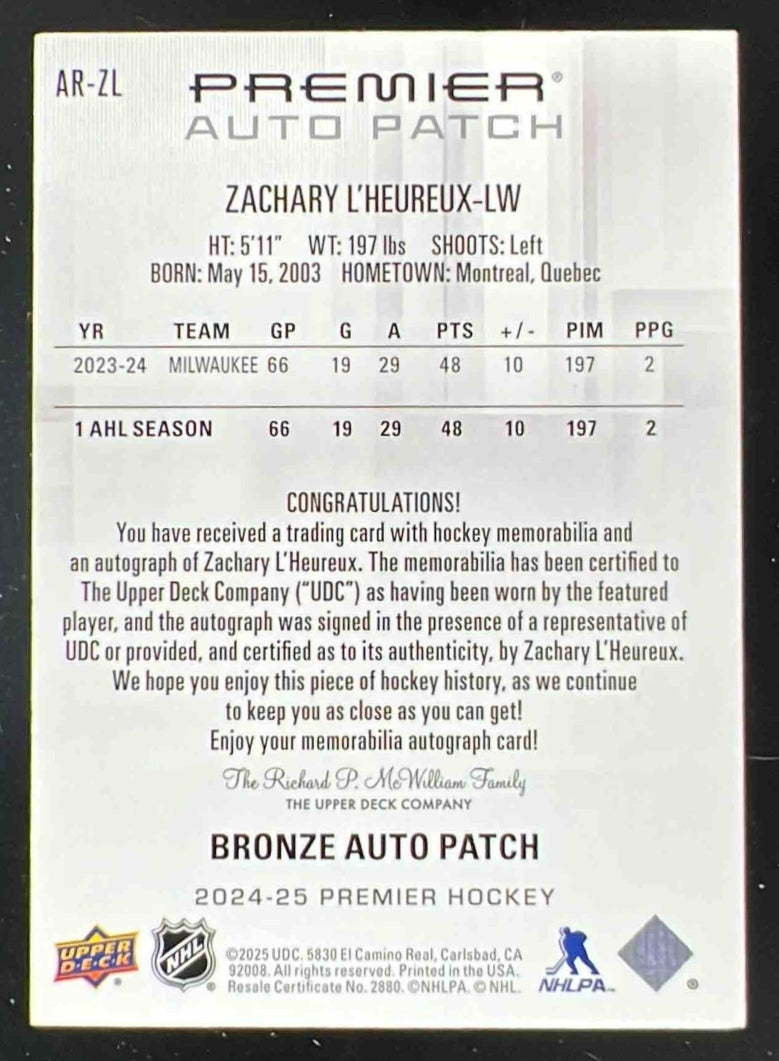 AR-ZL
PREMIER®
AUTO PATCH
ZACHARY L'HEUREUX-LW
HT: 5'11" WT: 197 lbs SHOOTS: Left
BORN: May 15, 2003 HOMETOWN: Montreal, Quebec
YR TEAM GP G A PTS +/- PIM PPG
2023-24 MILWAUKEE 66 19 29 48 10 197 2
1 AHL SEASON 66 19 29 48 10 197 2
CONGRATULATIONS!
You have received a trading card with hockey memorabilia and
an autograph of Zachary L'Heureux. The memorabilia has been certified to
The Upper Deck Company ("UDC") as having been worn by the featured
player, and the autograph was signed in the presence of a representative of
UDC or provided, and certified as to its authenticity, by Zachary L'Heureux.
We hope you enjoy this piece of hockey history, as we continue
to keep you as close as you can get!
Enjoy your memorabilia autograph card!
The Richard P. McWilliam Family
THE UPPER DECK COMPANY
BRONZE AUTO PATCH
2024-25 PREMIER HOCKEY
UPPER
D·E·C·K
®
NHL
®
©2025 UDC. 5830 El Camino Real, Carlsbad, CA
92008. All rights reserved. Printed in the USA.
Resale Certificate No. 2880. ©NHLPA. © NHL.
NHLPA™
®